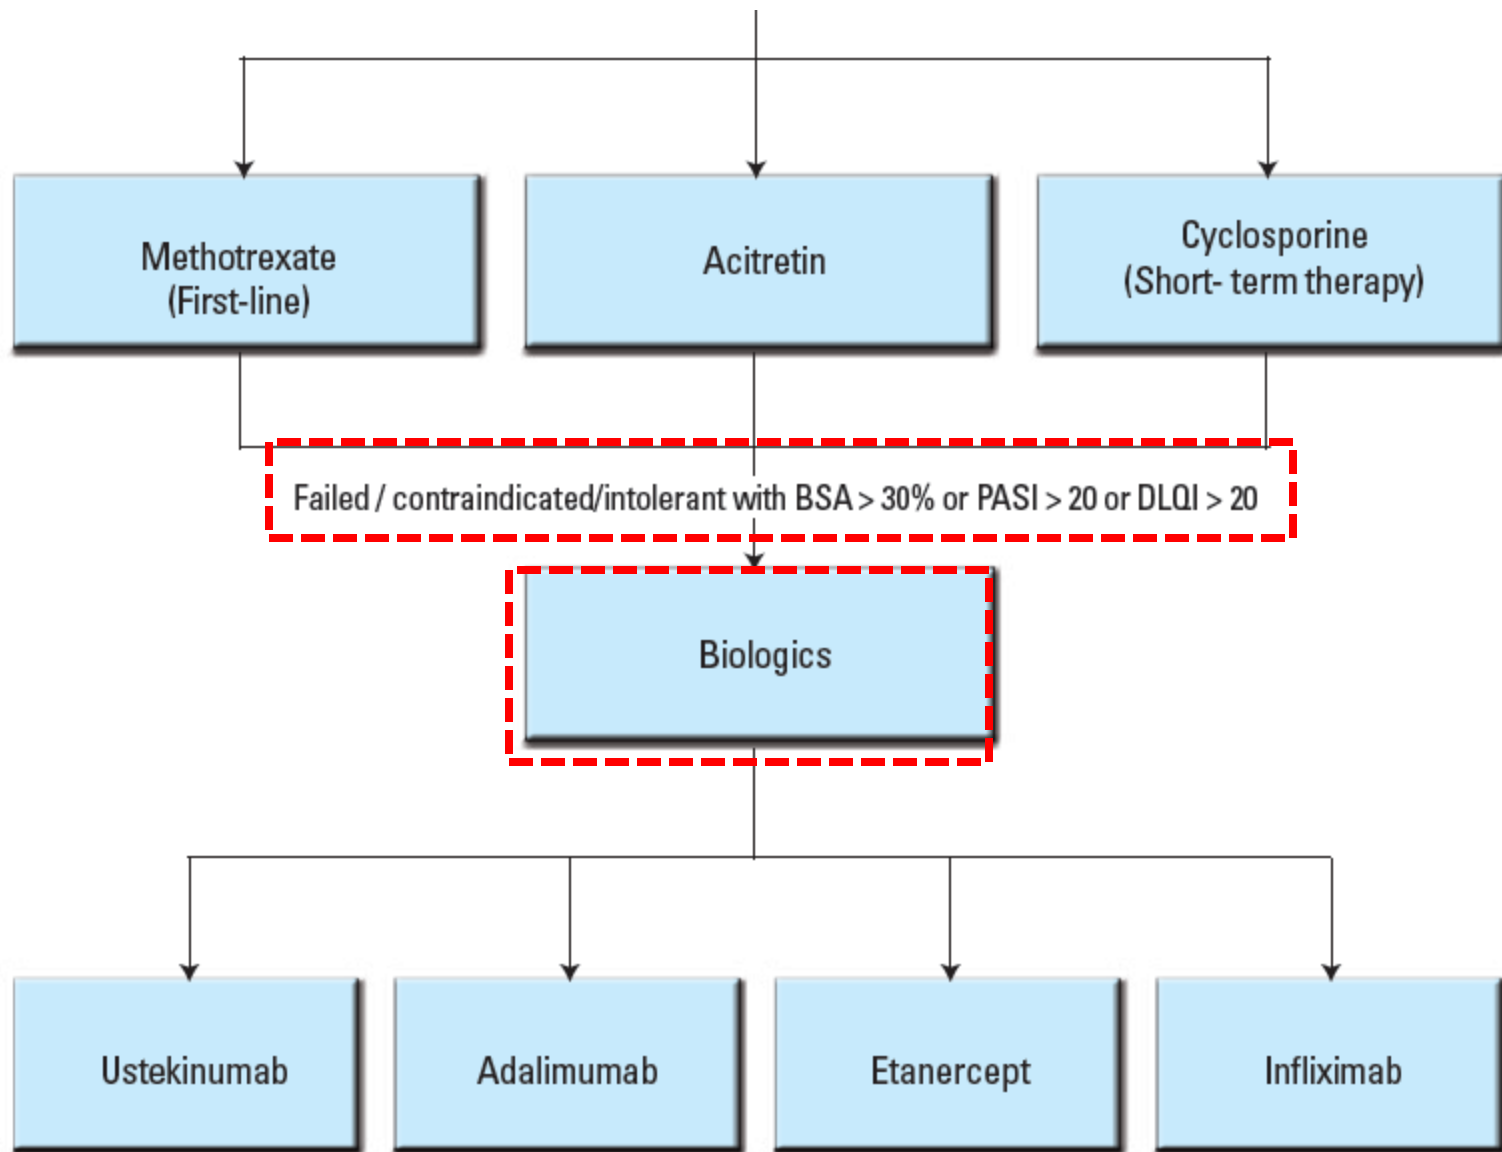 Methotrexate
(First-line)
Acitretin
Cyclosporine
(Short- term therapy)
Failed / contraindicated/intolerant with BSA > 30% or PASI > 20 or DLQI > 20
Biologics
Ustekinumab
Adalimumab
Etanercept
Infliximab